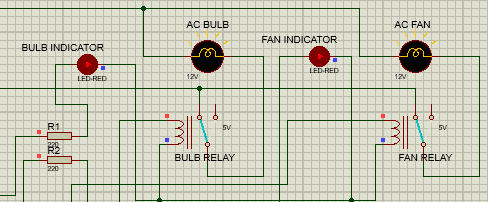 AC BULB
AC FAN
BULB INDICATOR
FAN INDICATOR
12V
LED-RED
LED-RED
12V
R1
220
R2
220
5V
5V
BULB RELAY
FAN RELAY